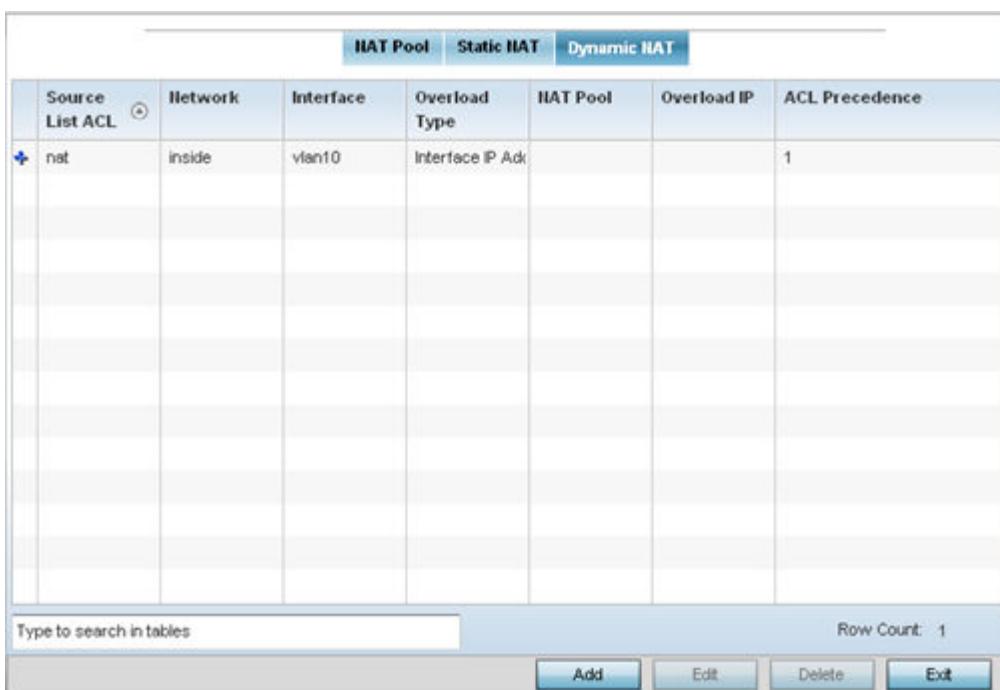 NAT Pool Static NAT Dynamic NAT
Source List ACL Network Interface Overload Type NAT Pool Overload IP ACL Precedence
nat inside vlan10 Interface IP Add 1
Type to search in tables Row Count: 1
Add Edit Delete Exit